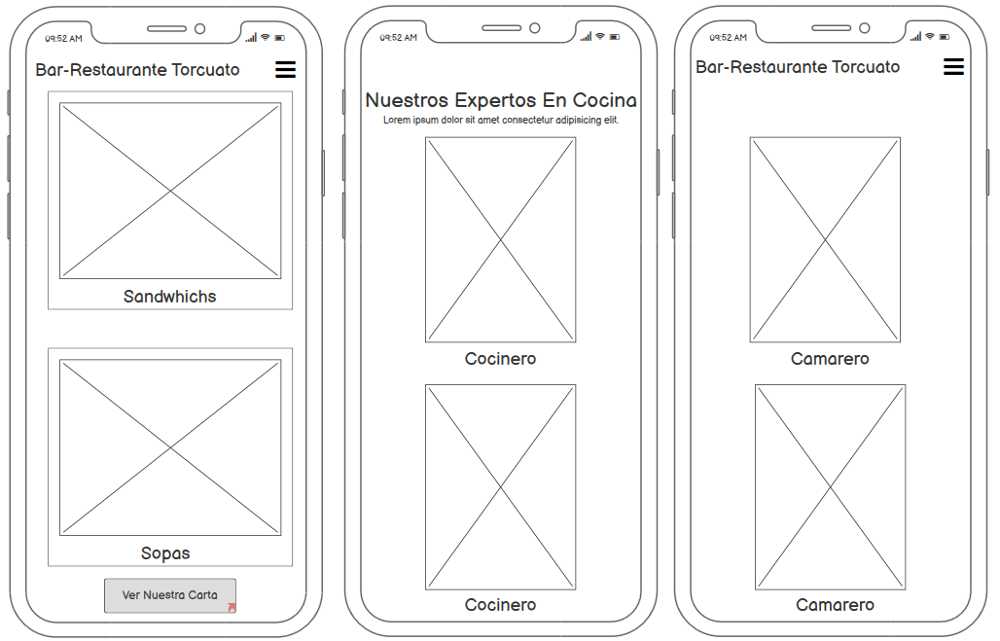 09:52 AM
Bar-Restaurante Torcuato
Sandwhichs
Sopas
Ver Nuestra Carta
09:52 AM
Nuestros Expertos En Cocina
Lorem ipsum dolor sit amet consectetur adipisicing elit.
Cocinero
Cocinero
09:52 AM
Bar-Restaurante Torcuato
Camarero
Camarero